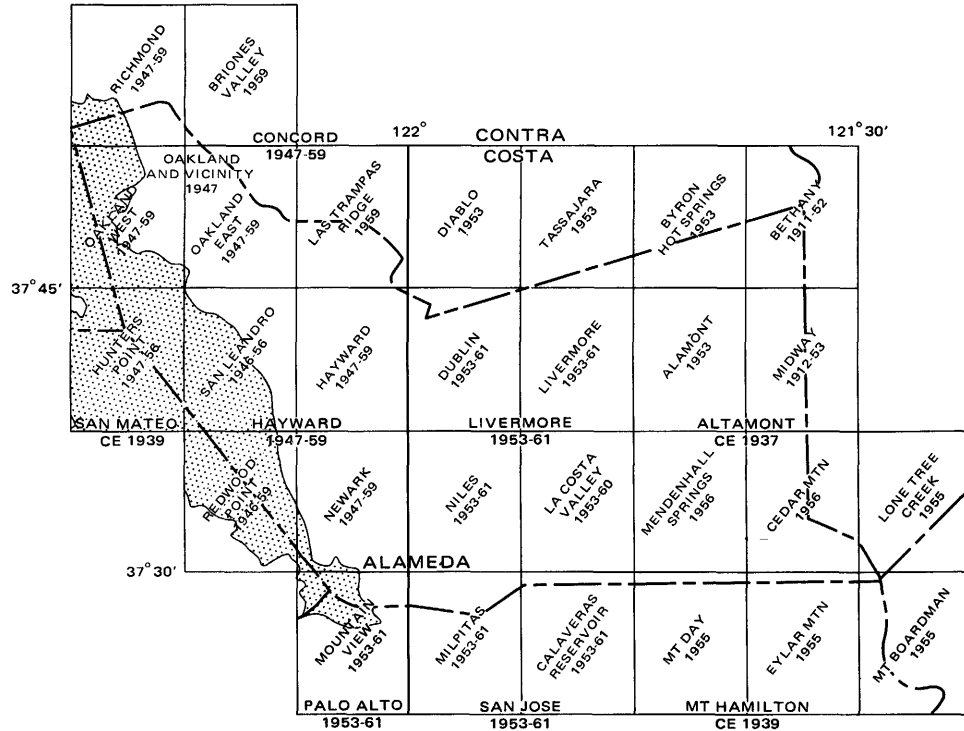 RICHMOND
1947-59
BRIONES
VALLEY
1959
122°
CONTRA
COSTA
121° 30'
CONCORD
1947-59
OAKLAND
AND VICINITY
1947
OAKLAND
WEST
1947-59
OAKLAND
EAST
1947-59
LAS TRAMPAS
RIDGE
1959
DIABLO
1953
TASSAJARA
1953
BYRON
HOT SPRINGS
1953
BETHANY
1911-52
37° 45'
HUNTERS
POINT
1947-56
SAN LEANDRO
1946-56
HAYWARD
1947-59
DUBLIN
1953-61
LIVERMORE
1953-61
ALAMONT
1953
MIDWAY
1912-53
SAN MATEO
CE 1939
HAYWARD
1947-59
LIVERMORE
1953-61
ALTAMONT
CE 1937
REDWOOD
POINT
1946-59
NEWARK
1947-59
NILES
1953-61
LA COSTA
VALLEY
1953-60
MENDENHALL
SPRINGS
1956
CEDAR MTN
1956
LONE TREE
CREEK
1955
37° 30'
ALAMEDA
MOUNTAIN
VIEW
1953-61
MILPITAS
1953-61
CALAVERAS
RESERVOIR
1953-61
MT DAY
1955
EYLAR MTN
1955
MT BOARDMAN
1955
PALO ALTO
1953-61
SAN JOSE
1953-61
MT HAMILTON
CE 1939